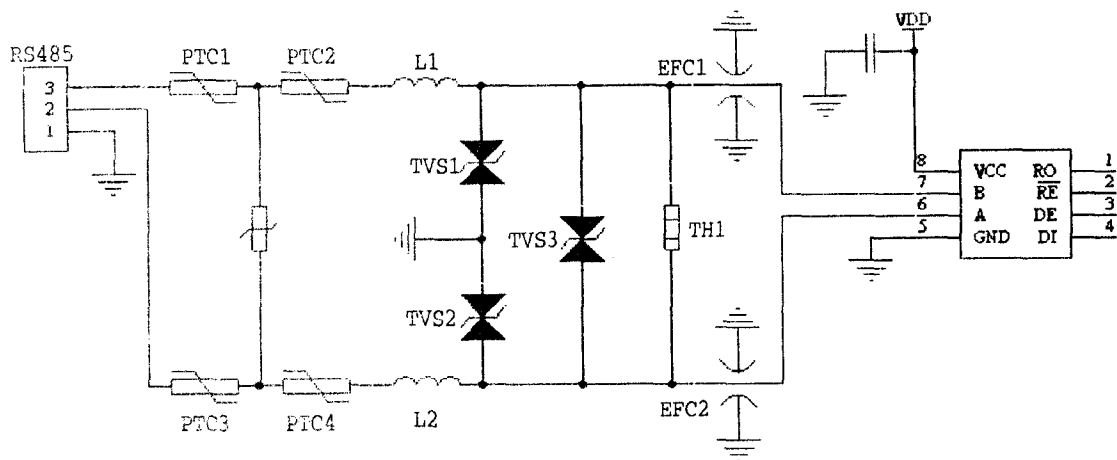 RS485
3
2
1
PTC1
PTC2
L1
EFC1
VDD
TVS1
TVS2
TVS3
TH1
PTC3
PTC4
L2
EFC2
8 VCC RO 1
7 B RE 2
6 A DE 3
5 GND DI 4